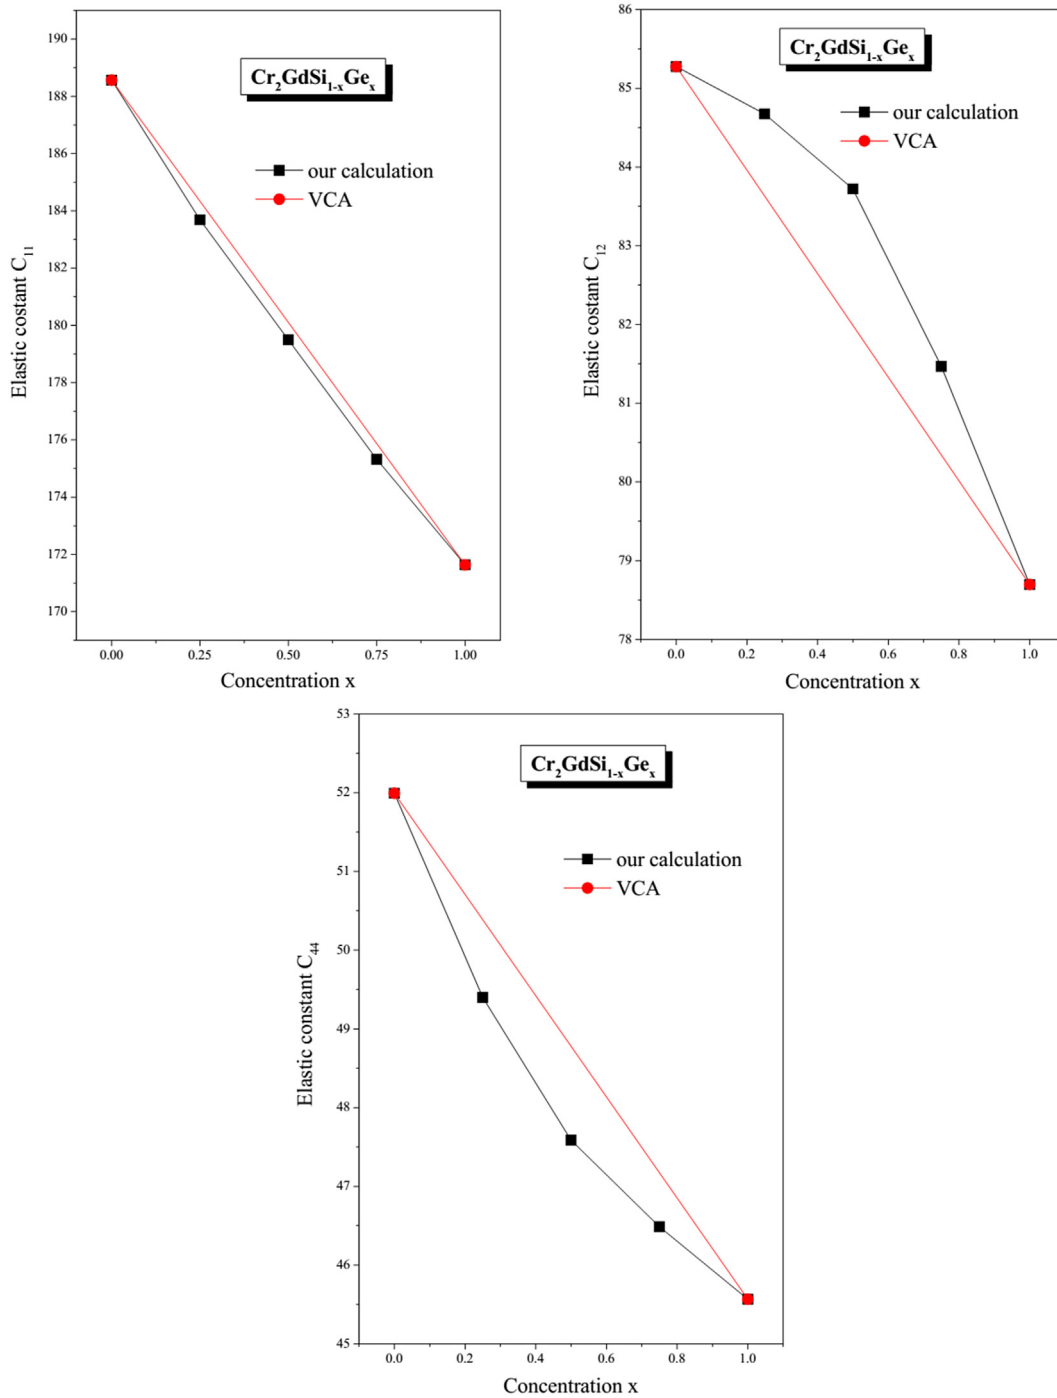 Cr2GdSi1-xGex
our calculation
VCA
Elastic costant C11
190
188
186
184
182
180
178
176
174
172
170
0.00 0.25 0.50 0.75 1.00
Concentration x
Cr2GdSi1-xGex
our calculation
VCA
Elastic costant C12
86
85
84
83
82
81
80
79
78
0.0 0.2 0.4 0.6 0.8 1.0
Concentration x
Cr2GdSi1-xGex
our calculation
VCA
Elastic constant C44
53
52
51
50
49
48
47
46
45
0.0 0.2 0.4 0.6 0.8 1.0
Concentration x